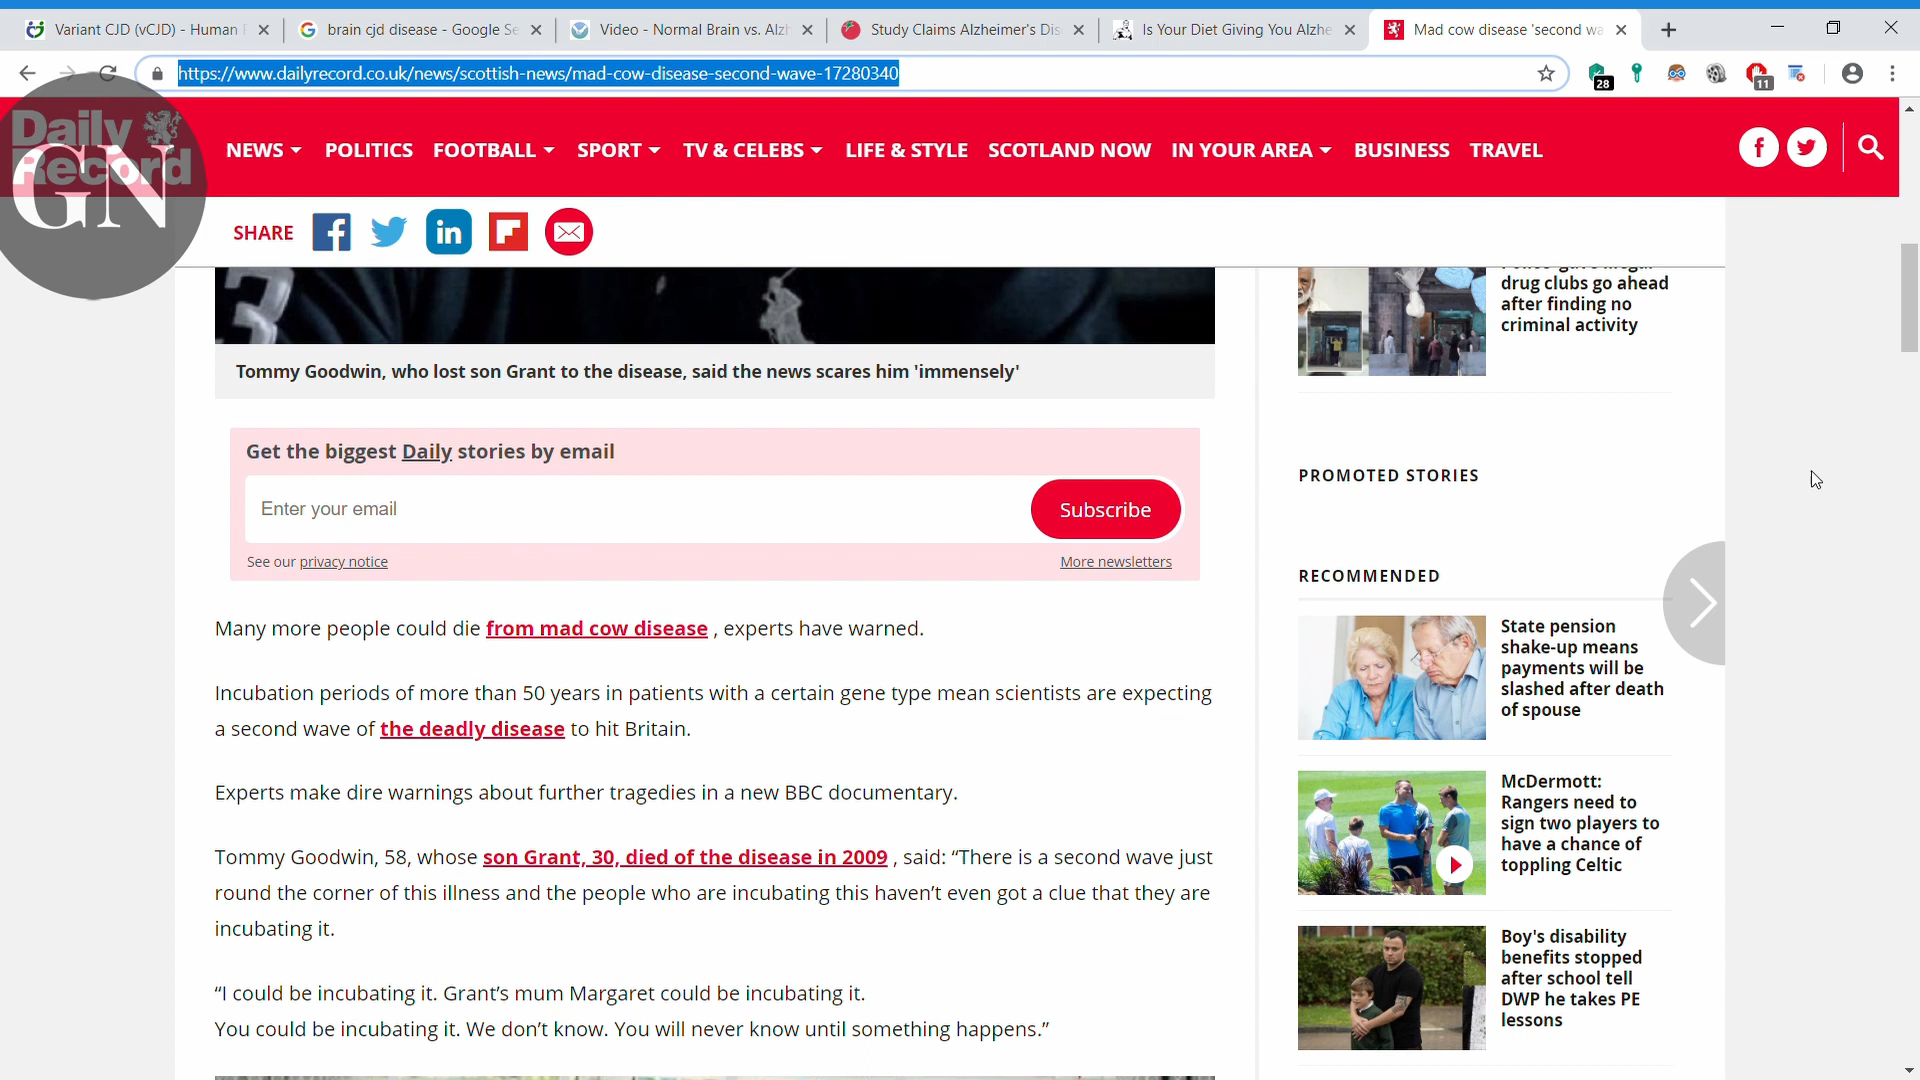 Variant CJD (vCJD) - Human
brain cjd disease - Google Se
Video - Normal Brain vs. Alzh
Study Claims Alzheimer's Dis
Is Your Diet Giving You Alzhe
Mad cow disease 'second wa
https://www.dailyrecord.co.uk/news/scottish-news/mad-cow-disease-second-wave-17280340
28
11
Daily
Record
GN
NEWS
POLITICS
FOOTBALL
SPORT
TV & CELEBS
LIFE & STYLE
SCOTLAND NOW
IN YOUR AREA
BUSINESS
TRAVEL
SHARE
Tommy Goodwin, who lost son Grant to the disease, said the news scares him 'immensely'
Get the biggest Daily stories by email
Enter your email
Subscribe
See our privacy notice
More newsletters
Many more people could die from mad cow disease , experts have warned.
Incubation periods of more than 50 years in patients with a certain gene type mean scientists are expecting
a second wave of the deadly disease to hit Britain.
Experts make dire warnings about further tragedies in a new BBC documentary.
Tommy Goodwin, 58, whose son Grant, 30, died of the disease in 2009 , said: “There is a second wave just
round the corner of this illness and the people who are incubating this haven’t even got a clue that they are
incubating it.
“I could be incubating it. Grant’s mum Margaret could be incubating it.
You could be incubating it. We don’t know. You will never know until something happens.”
drug clubs go ahead
after finding no
criminal activity
PROMOTED STORIES
RECOMMENDED
State pension
shake-up means
payments will be
slashed after death
of spouse
McDermott:
Rangers need to
sign two players to
have a chance of
toppling Celtic
Boy's disability
benefits stopped
after school tell
DWP he takes PE
lessons